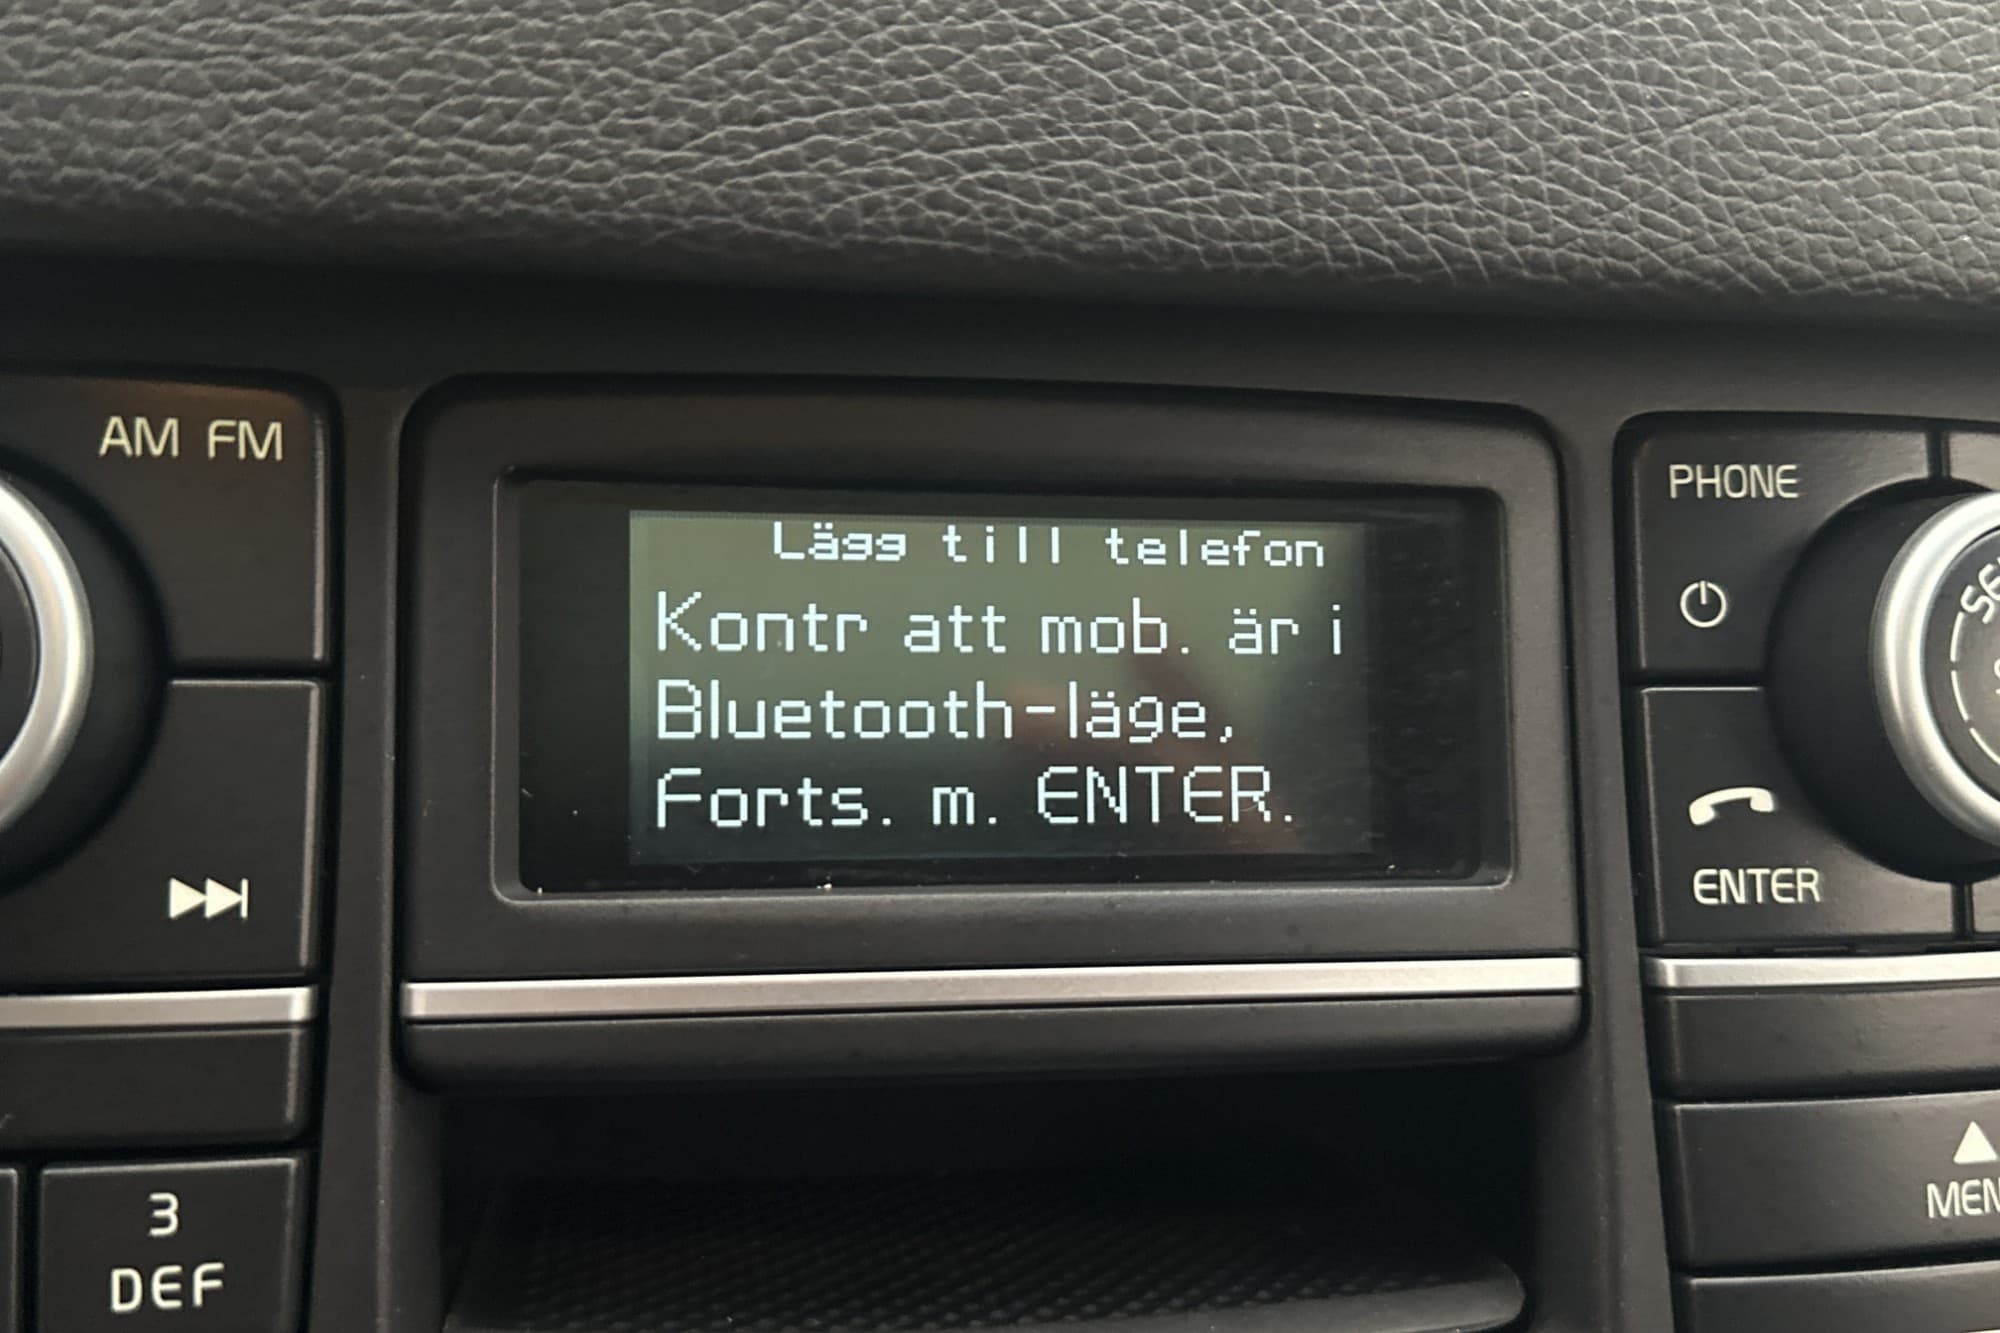 AM FM
Lägg till telefon
Kontr att mob. är i
Bluetooth-läge,
Forts. m. ENTER.
PHONE
ENTER
3
DEF